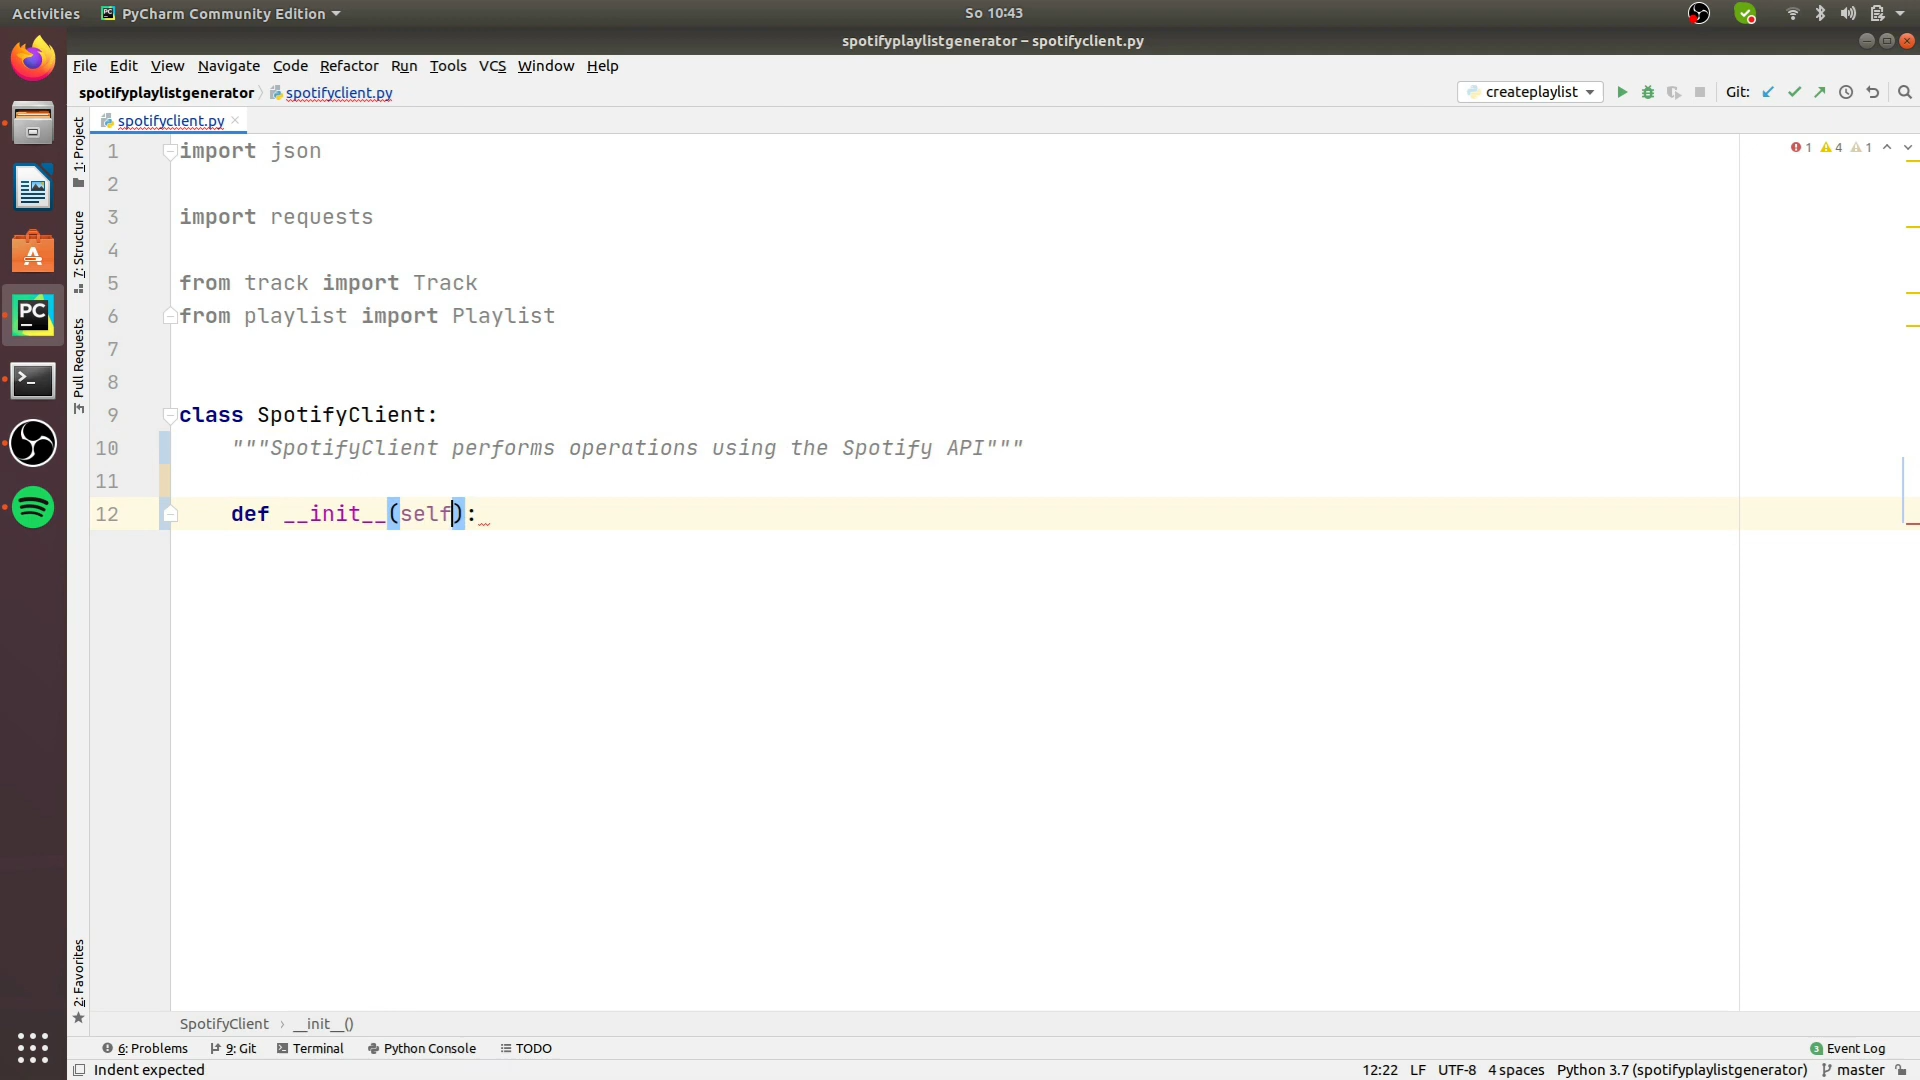 Activities PyCharm Community Edition So 10:43
spotifyplaylistgenerator – spotifyclient.py
File Edit View Navigate Code Refactor Run Tools VCS Window Help
spotifyplaylistgenerator spotifyclient.py createplaylist Git:
spotifyclient.py
1: Project
7: Structure
Pull Requests
2: Favorites
1 import json
2
3 import requests
4
5 from track import Track
6 from playlist import Playlist
7
8
9 class SpotifyClient:
10 """SpotifyClient performs operations using the Spotify API"""
11
12 def __init__(self):
1 4 1
PC
SpotifyClient › __init__()
6: Problems 9: Git Terminal Python Console TODO 3 Event Log
Indent expected 12:22 LF UTF-8 4 spaces Python 3.7 (spotifyplaylistgenerator) master